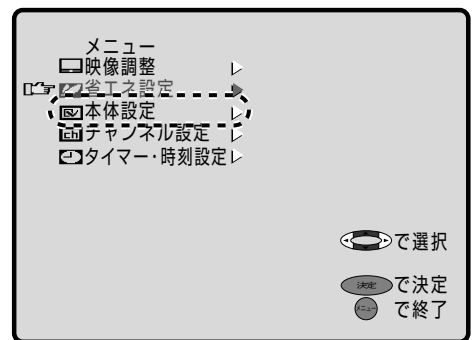 メニュー
映像調整
省エネ設定
本体設定
チャンネル設定
タイマー・時刻設定
で選択
決定 で決定
メニュー で終了